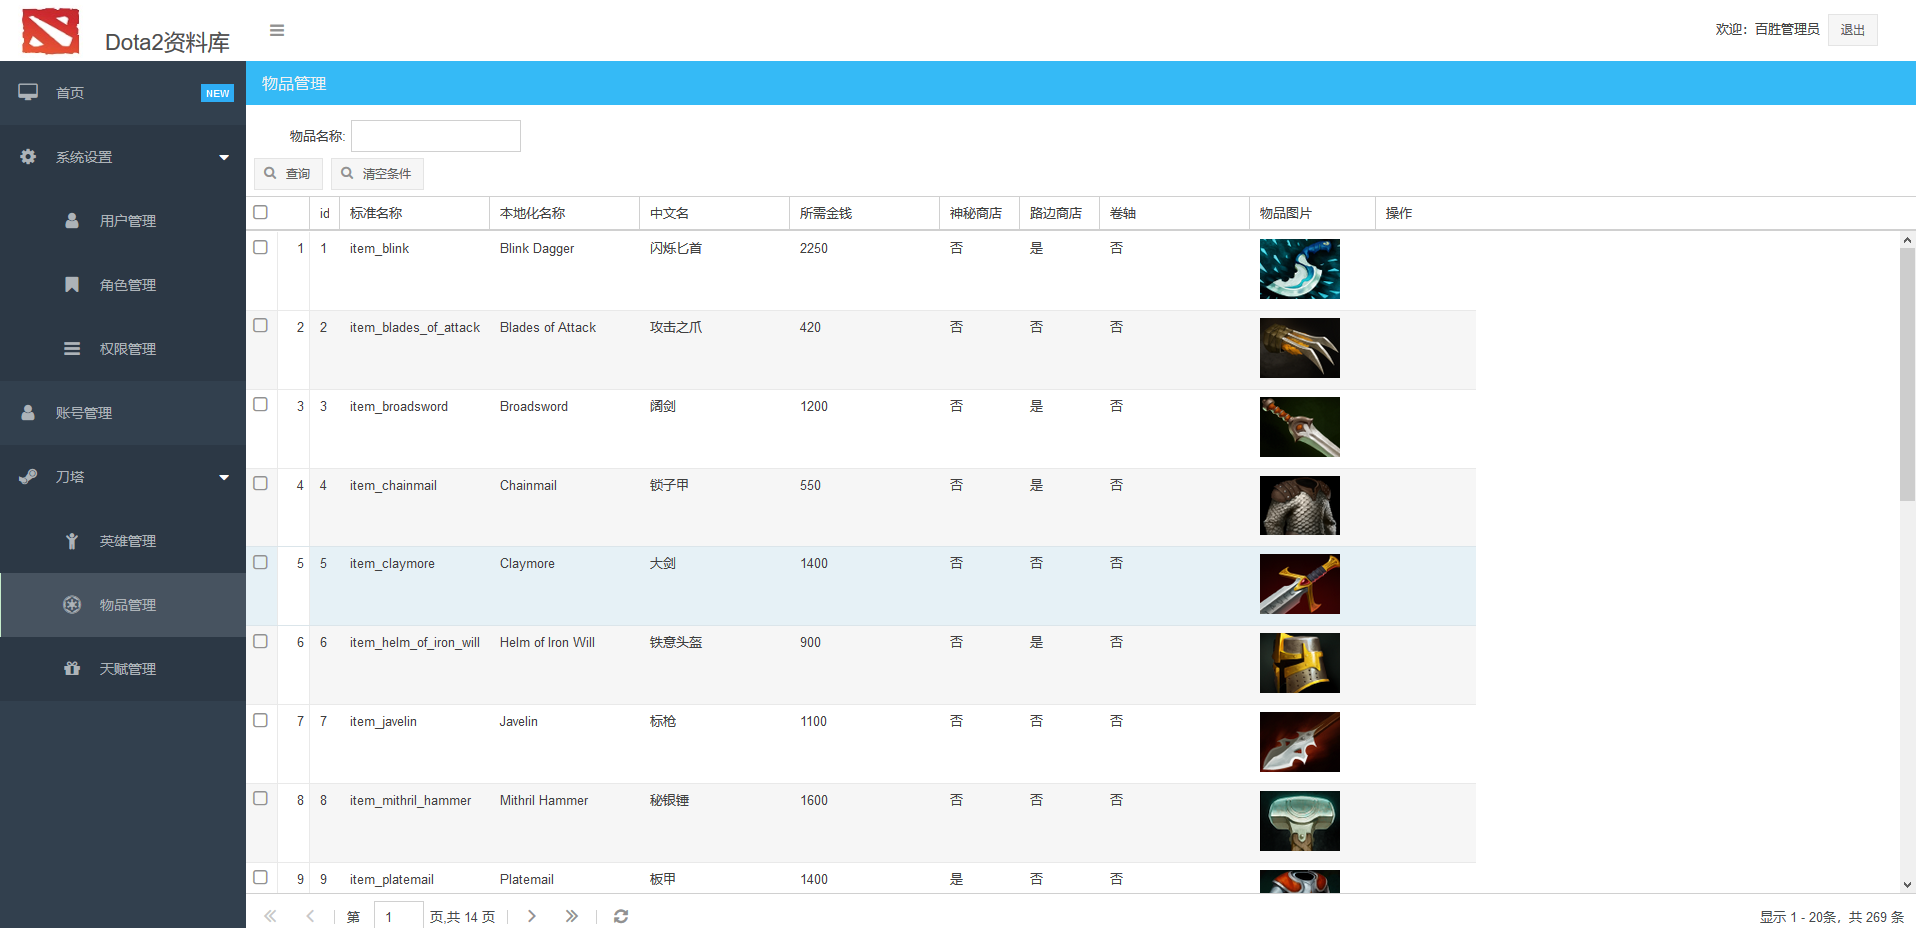 Dota2资料库
欢迎：百胜管理员 退出
首页 NEW
系统设置
用户管理
角色管理
权限管理
账号管理
刀塔
英雄管理
物品管理
天赋管理
物品管理
物品名称:
查询 清空条件
id 标准名称 本地化名称 中文名 所需金钱 神秘商店 路边商店 卷轴 物品图片 操作
1 1 item_blink Blink Dagger 闪烁匕首 2250 否 是 否
2 2 item_blades_of_attack Blades of Attack 攻击之爪 420 否 否 否
3 3 item_broadsword Broadsword 阔剑 1200 否 是 否
4 4 item_chainmail Chainmail 锁子甲 550 否 是 否
5 5 item_claymore Claymore 大剑 1400 否 否 否
6 6 item_helm_of_iron_will Helm of Iron Will 铁意头盔 900 否 是 否
7 7 item_javelin Javelin 标枪 1100 否 否 否
8 8 item_mithril_hammer Mithril Hammer 秘银锤 1600 否 否 否
9 9 item_platemail Platemail 板甲 1400 是 否 否
第 1 页,共 14 页
显示 1 - 20条，共 269 条